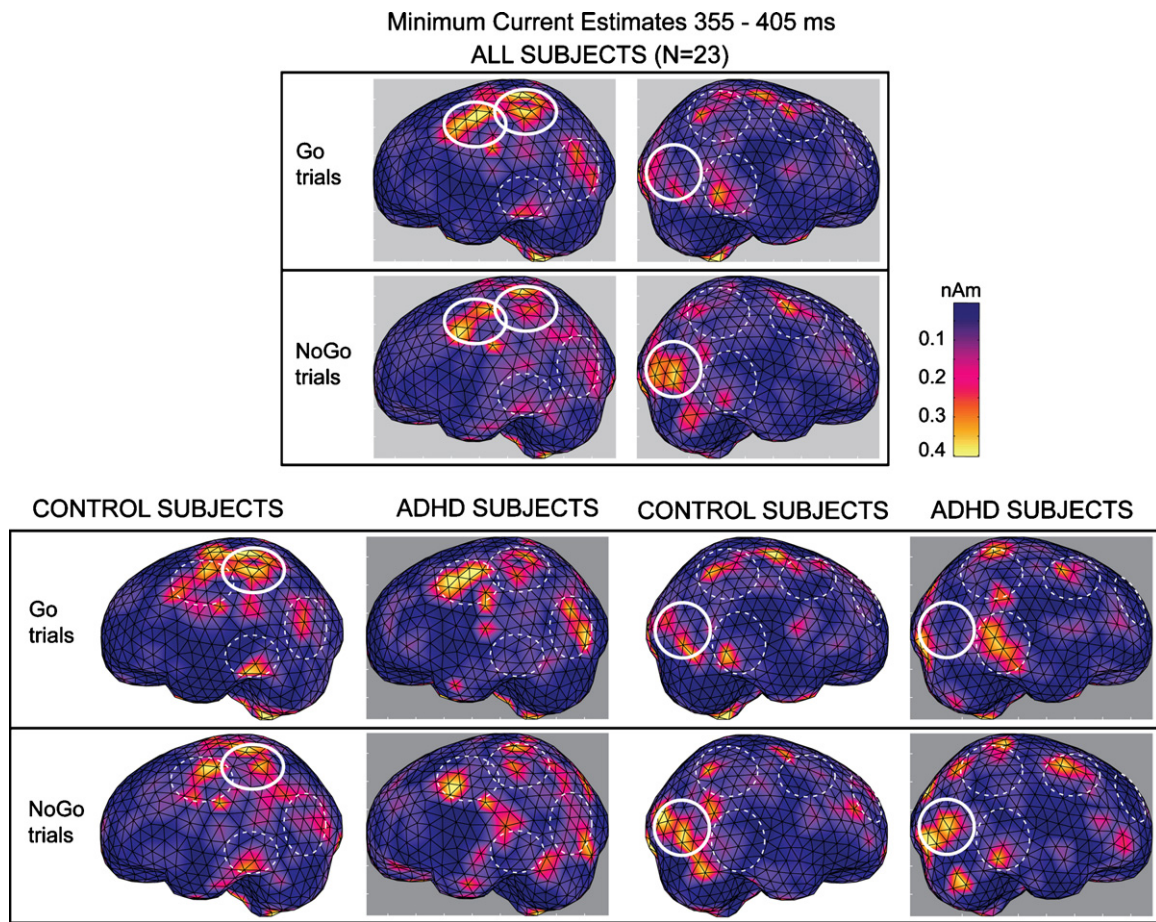 Minimum Current Estimates 355 - 405 ms
ALL SUBJECTS (N=23)
Go
trials
NoGo
trials
nAm
0.1
0.2
0.3
0.4
CONTROL SUBJECTS
ADHD SUBJECTS
CONTROL SUBJECTS
ADHD SUBJECTS
Go
trials
NoGo
trials